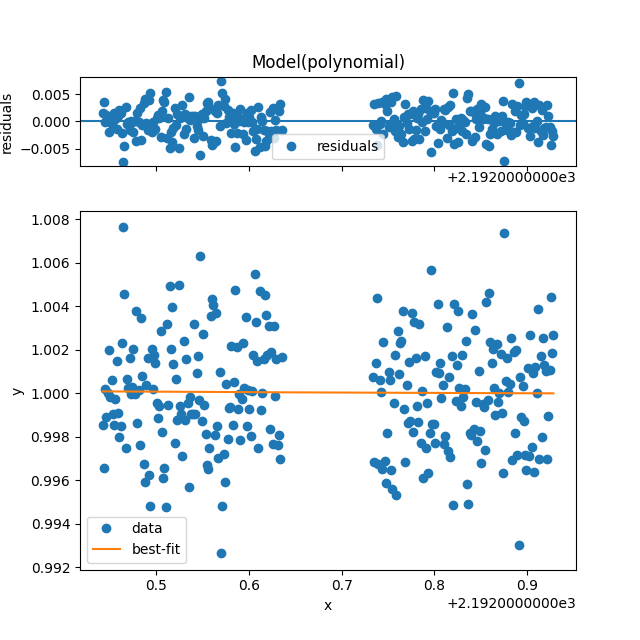 Model(polynomial)
residuals
0.005
0.000
−0.005
residuals
+2.1920000000e3
y
1.008
1.006
1.004
1.002
1.000
0.998
0.996
0.994
0.992
data
best-fit
0.5 0.6 0.7 0.8 0.9
x
+2.1920000000e3